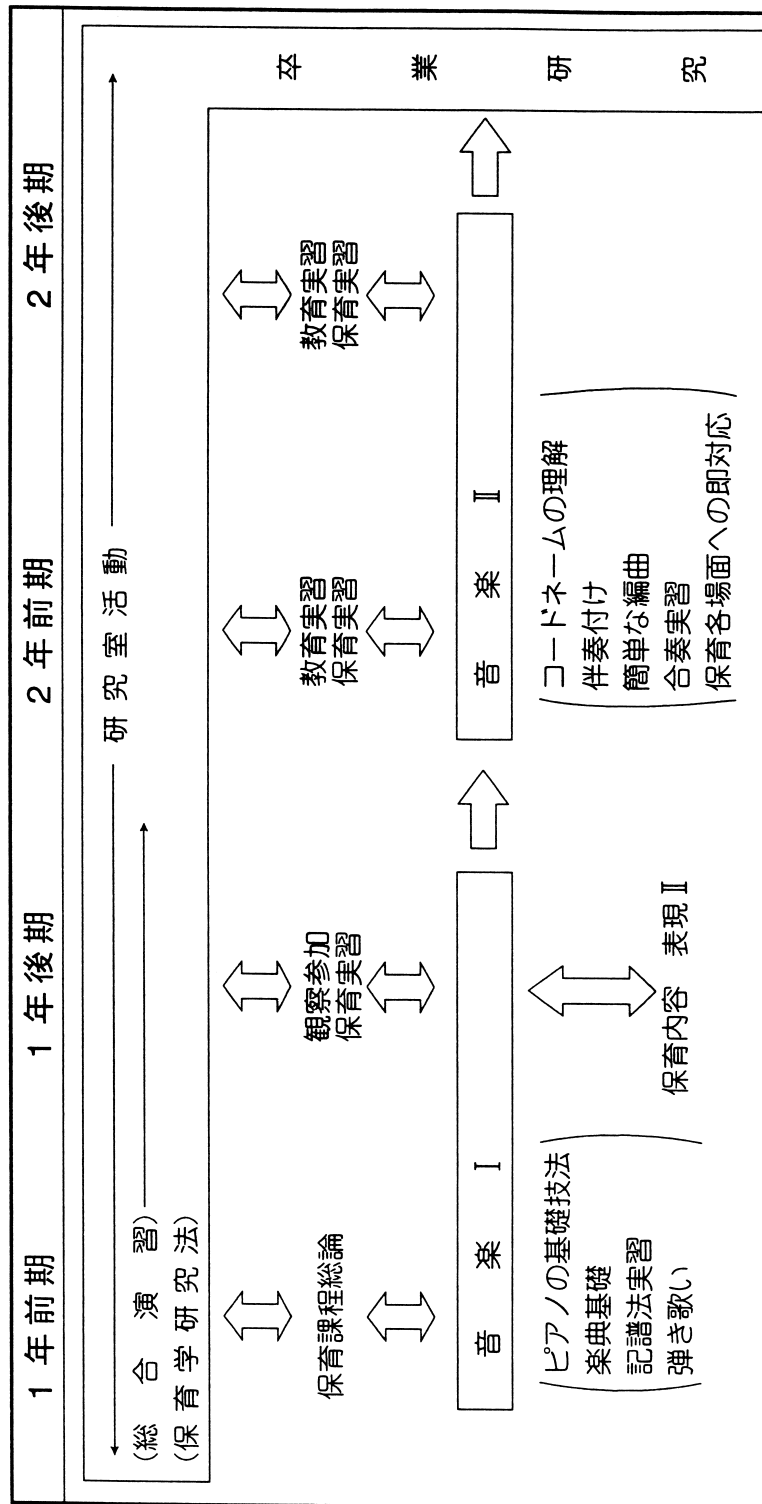 1年前期
1年後期
2年前期
2年後期
研究室活動
(総合演習)
(保育学研究法)
卒業研究
保育課程総論
観察参加
保育実習
教育実習
保育実習
教育実習
保育実習
音楽Ⅰ
音楽Ⅱ
ピアノの基礎技法
楽典基礎
記譜法実習
弾き歌い
保育内容 表現Ⅱ
コードネームの理解
伴奏付け
簡単な編曲
合奏実習
保育各場面への即対応